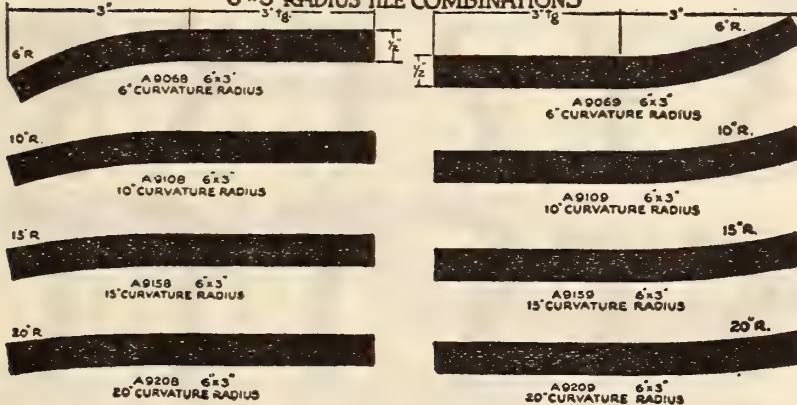 6"x3" RADIUS TILE COMBINATIONS
3" 3" tg.
6"R
1/2"
A9068 6"x3"
6" CURVATURE RADIUS
10"R.
A9108 6"x3"
10" CURVATURE RADIUS
15"R
A9158 6"x3"
15" CURVATURE RADIUS
20"R
A9208 6"x3"
20" CURVATURE RADIUS
3" tg 3"
6"R.
1/2"
A9069 6"x3"
6" CURVATURE RADIUS
10"R.
A9109 6"x3"
10" CURVATURE RADIUS
15"R.
A9159 6"x3"
15" CURVATURE RADIUS
20"R.
A9209 6"x3"
20" CURVATURE RADIUS